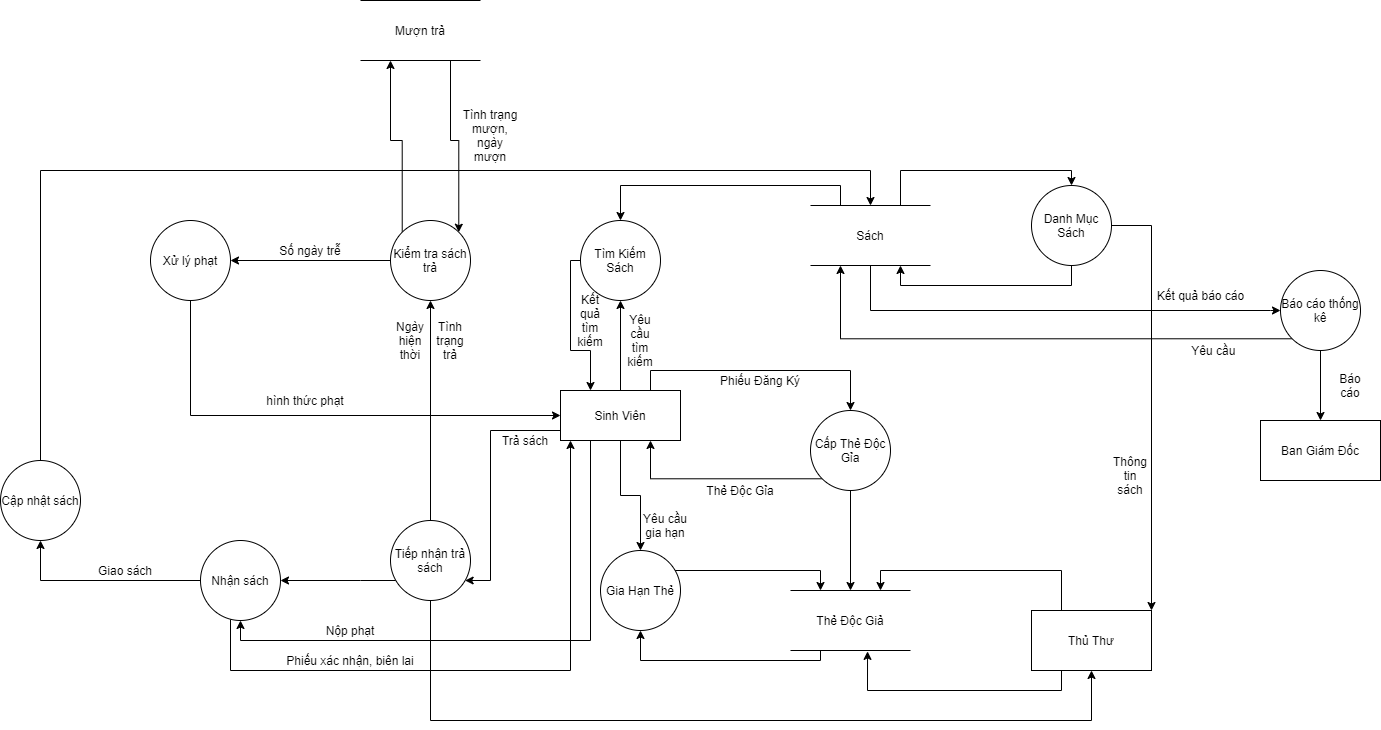 Mượn trả
Tình trạng
mượn,
ngày
mượn
Danh Mục
Sách
Sách
Số ngày trễ
Xử lý phạt
Kiểm tra sách
trả
Tìm Kiếm
Sách
Kết quả báo cáo
Báo cáo thống
kê
Kết
quả
tìm
kiếm
Yêu
cầu
tìm
kiếm
Ngày
hiện
thời
Tình
trạng
trả
Yêu cầu
Phiếu Đăng Ký
Báo
cáo
hình thức phạt
Sinh Viên
Trả sách
Cấp Thẻ Độc
Gỉa
Ban Giám Đốc
Thông
tin
sách
Thẻ Độc Gỉa
Cập nhật sách
Yêu cầu
gia hạn
Tiếp nhận trả
sách
Giao sách
Nhận sách
Gia Hạn Thẻ
Thẻ Độc Giả
Nộp phạt
Thủ Thư
Phiếu xác nhận, biên lai